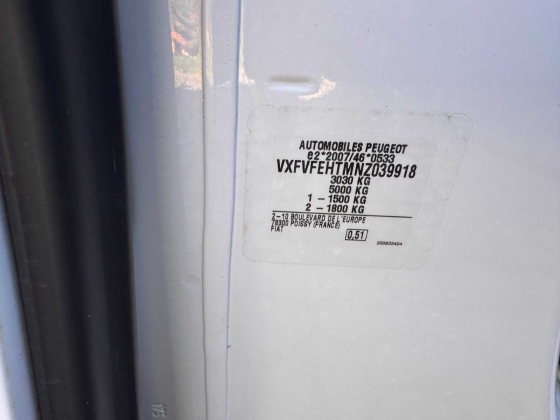 AUTOMOBILES PEUGEOT
e2*2007/46*0533
VXFVFEHTMNZ039918
3030 KG
5000 KG
1 - 1500 KG
2 - 1800 KG
2-10 BOULEVARD DE L'EUROPE
78300 POISSY (FRANCE)
FIAT
0,51